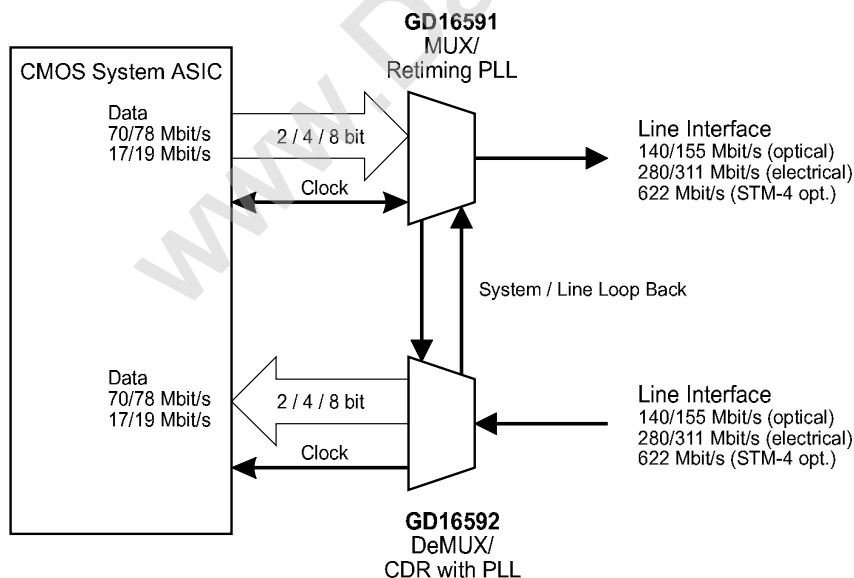 GD16591
MUX/
Retiming PLL
CMOS System ASIC
Data
70/78 Mbit/s
17/19 Mbit/s
2 / 4 / 8 bit
Clock
Line Interface
140/155 Mbit/s (optical)
280/311 Mbit/s (electrical)
622 Mbit/s (STM-4 opt.)
System / Line Loop Back
Data
70/78 Mbit/s
17/19 Mbit/s
2 / 4 / 8 bit
Clock
Line Interface
140/155 Mbit/s (optical)
280/311 Mbit/s (electrical)
622 Mbit/s (STM-4 opt.)
GD16592
DeMUX/
CDR with PLL
www.Da